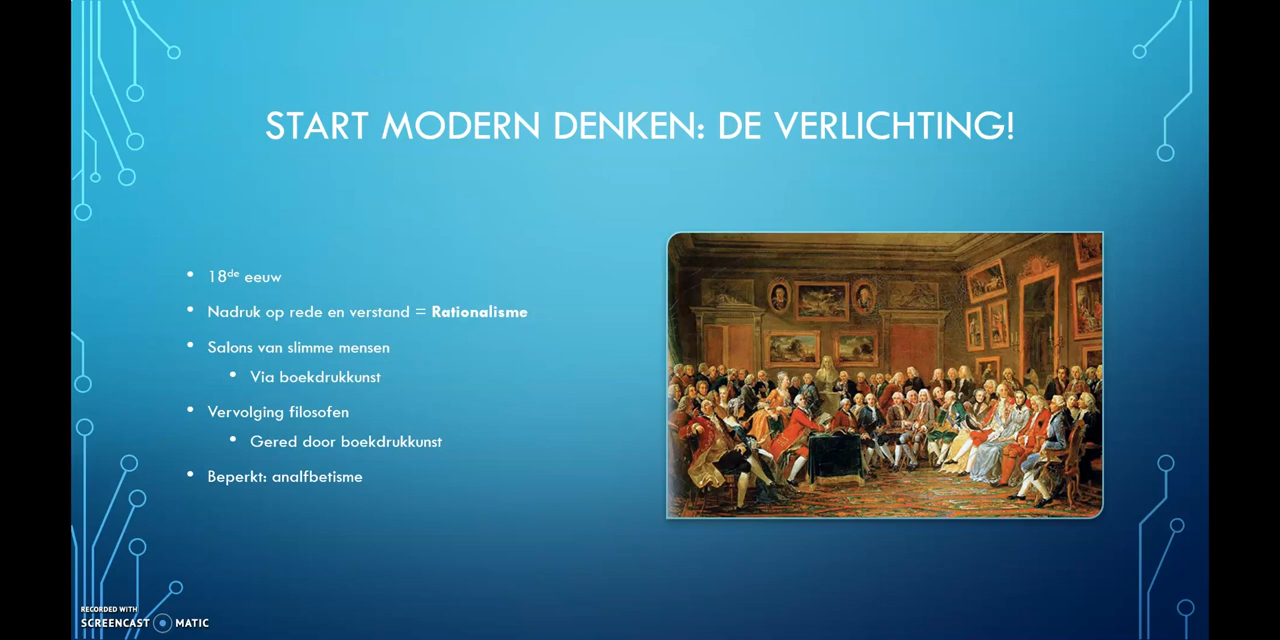 START MODERN DENKEN: DE VERLICHTING!
• 18de eeuw
• Nadruk op rede en verstand = Rationalisme
• Salons van slimme mensen
• Via boekdrukkunst
• Vervolging filosofen
• Gered door boekdrukkunst
• Beperkt: analfbetisme
RECORDED WITH
SCREENCAST MATIC